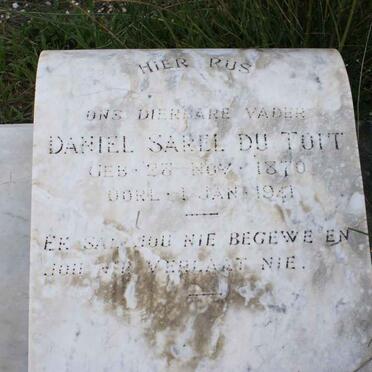 HIER RUS
ONS DIERBARE VADER
DANIEL SAREL DU TOIT
GEB. 28 NOV. 1870
OORL. 1 JAN. 1941
EK SAL JOU NIE BEGEWE EN
JOU NIE VERLAAT NIE.